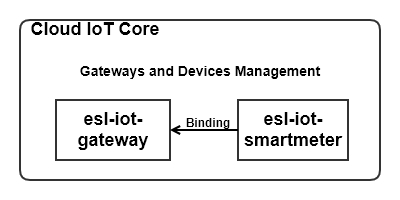 Cloud IoT Core
Gateways and Devices Management
esl-iot-
gateway
Binding
esl-iot-
smartmeter